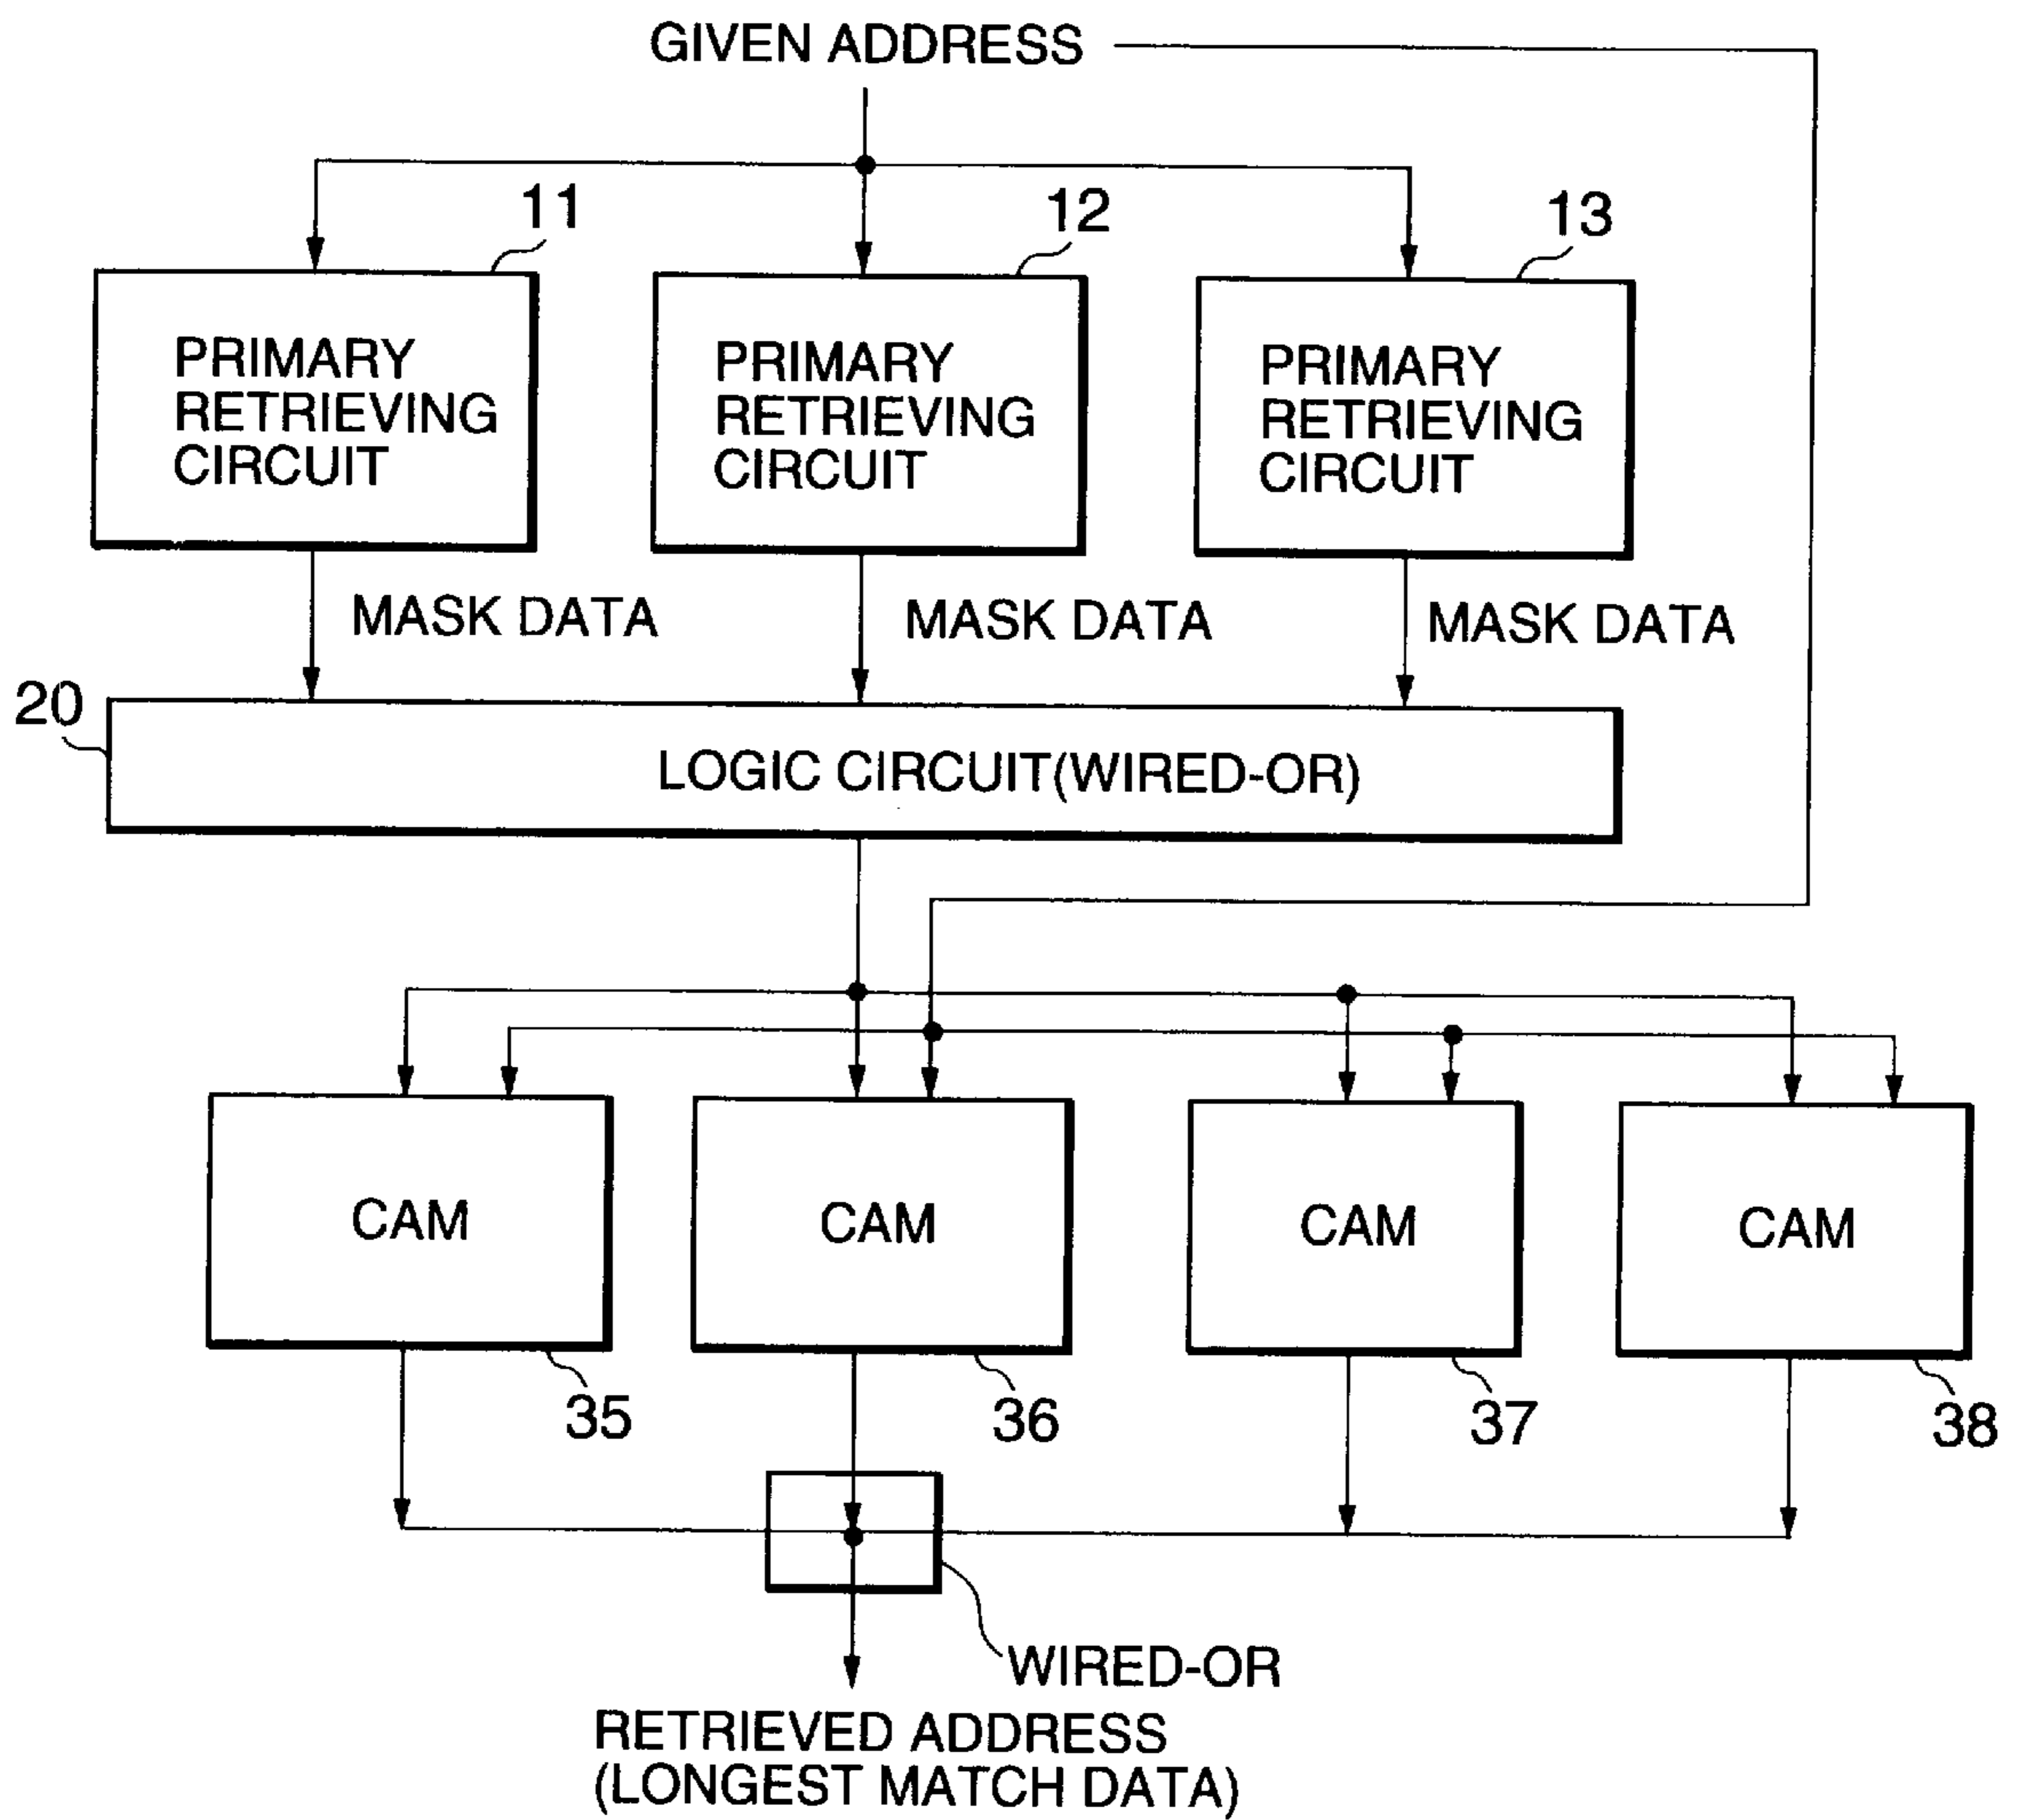 GIVEN ADDRESS
11
12
13
PRIMARY
RETRIEVING
CIRCUIT
PRIMARY
RETRIEVING
CIRCUIT
PRIMARY
RETRIEVING
CIRCUIT
MASK DATA
MASK DATA
MASK DATA
20
LOGIC CIRCUIT(WIRED-OR)
CAM
CAM
CAM
CAM
35
36
37
38
WIRED-OR
RETRIEVED ADDRESS
(LONGEST MATCH DATA)